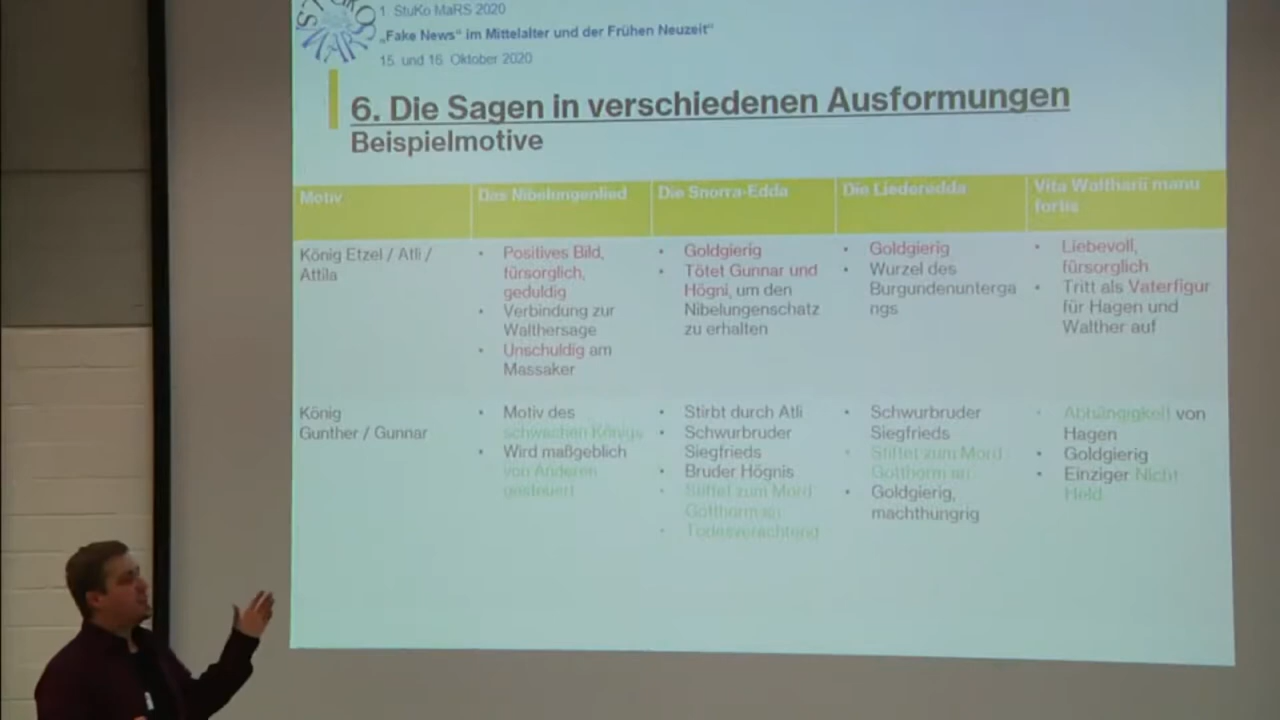 STUKOS MARS
1. StuKo MaRS 2020
„Fake News“ im Mittelalter und der Frühen Neuzeit“
15. und 16. Oktober 2020
6. Die Sagen in verschiedenen Ausformungen
Beispielmotive
Motiv
Das Nibelungenlied
Die Snorra-Edda
Die Liederedda
Vita Waltharii manu
fortis
König Etzel / Atli /
Attila
• Positives Bild,
fürsorglich,
geduldig
• Verbindung zur
Walthersage
• Unschuldig am
Massaker
• Goldgierig
• Tötet Gunnar und
Högni, um den
Nibelungenschatz
zu erhalten
• Goldgierig
• Wurzel des
Burgundenunterga
ngs
• Liebevoll,
fürsorglich
• Tritt als Vaterfigur
für Hagen und
Walther auf
König
Gunther / Gunnar
• Motiv des
schwachen Königs
• Wird maßgeblich
von Anderen
gesteuert
• Stirbt durch Atli
• Schwurbruder
Siegfrieds
• Bruder Högnis
• Stiftet zum Mord
Gotthorm an
• Todesverachtung
• Schwurbruder
Siegfrieds
• Stiftet zum Mord
Gotthorm an
• Goldgierig,
machthungrig
• Abhängigkeit von
Hagen
• Goldgierig
• Einziger Nicht
Held